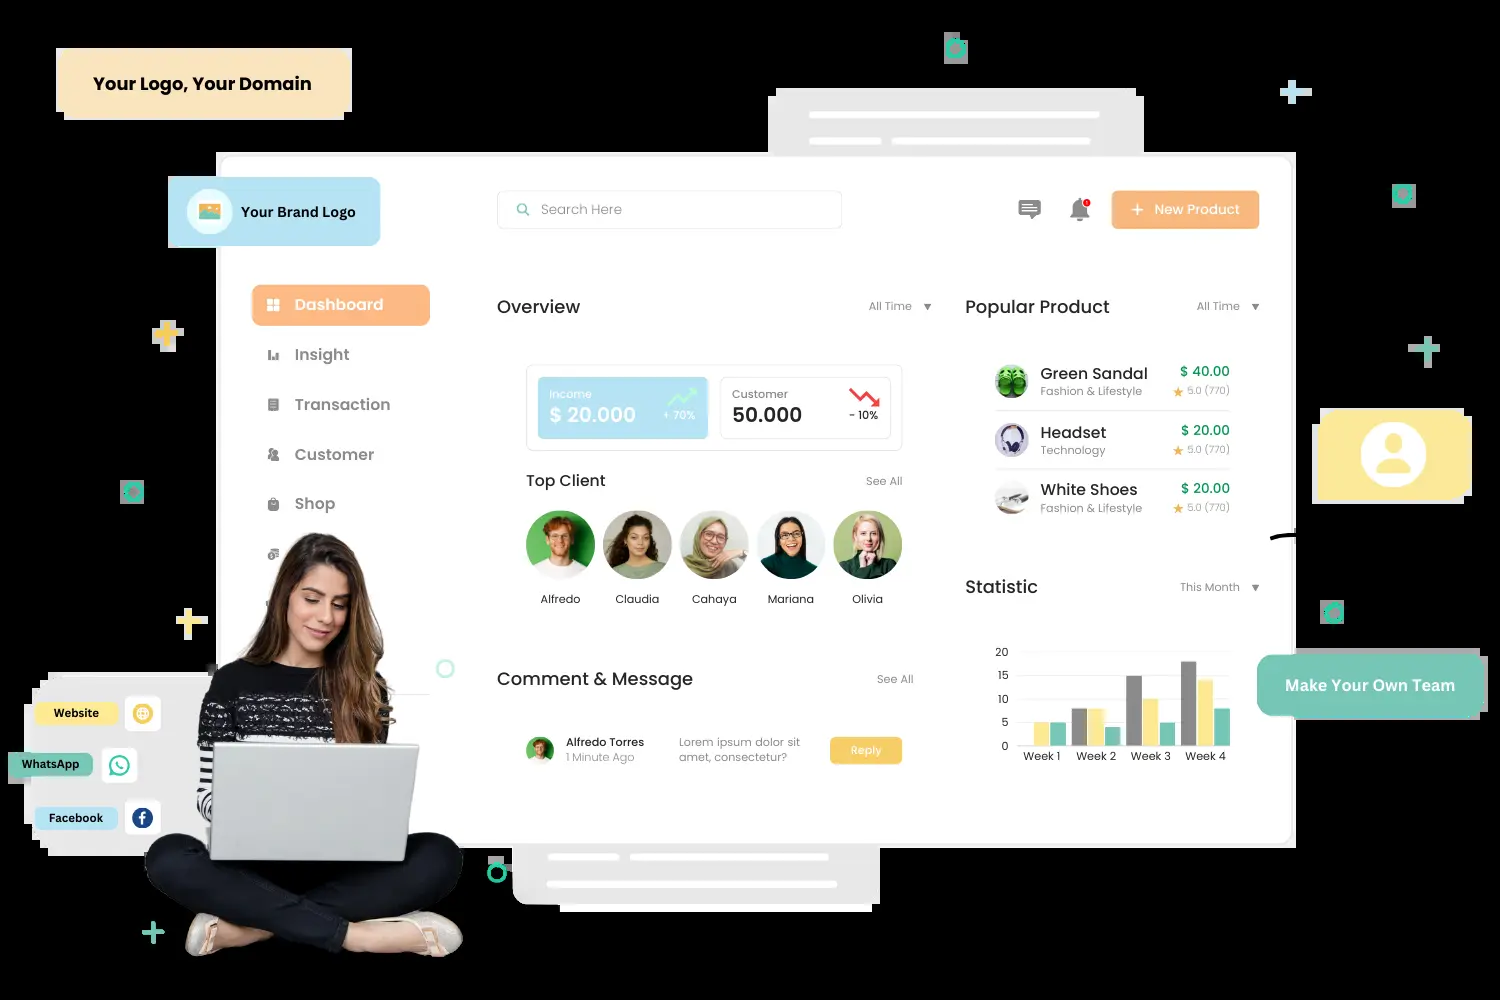 Your Logo, Your Domain
Your Brand Logo
Search Here
New Product
Dashboard
Insight
Transaction
Customer
Shop
Overview
All Time
Income
$ 20.000
+ 70%
Customer
50.000
- 10%
Top Client
See All
Alfredo
Claudia
Cahaya
Mariana
Olivia
Comment & Message
See All
Alfredo Torres
1 Minute Ago
Lorem ipsum dolor sit
amet, consectetur?
Reply
Popular Product
All Time
Green Sandal
$ 40.00
Fashion & Lifestyle
5.0 (770)
Headset
$ 20.00
Technology
5.0 (770)
White Shoes
$ 20.00
Fashion & Lifestyle
5.0 (770)
Statistic
This Month
20
15
10
5
0
Week 1
Week 2
Week 3
Week 4
Make Your Own Team
Website
WhatsApp
Facebook